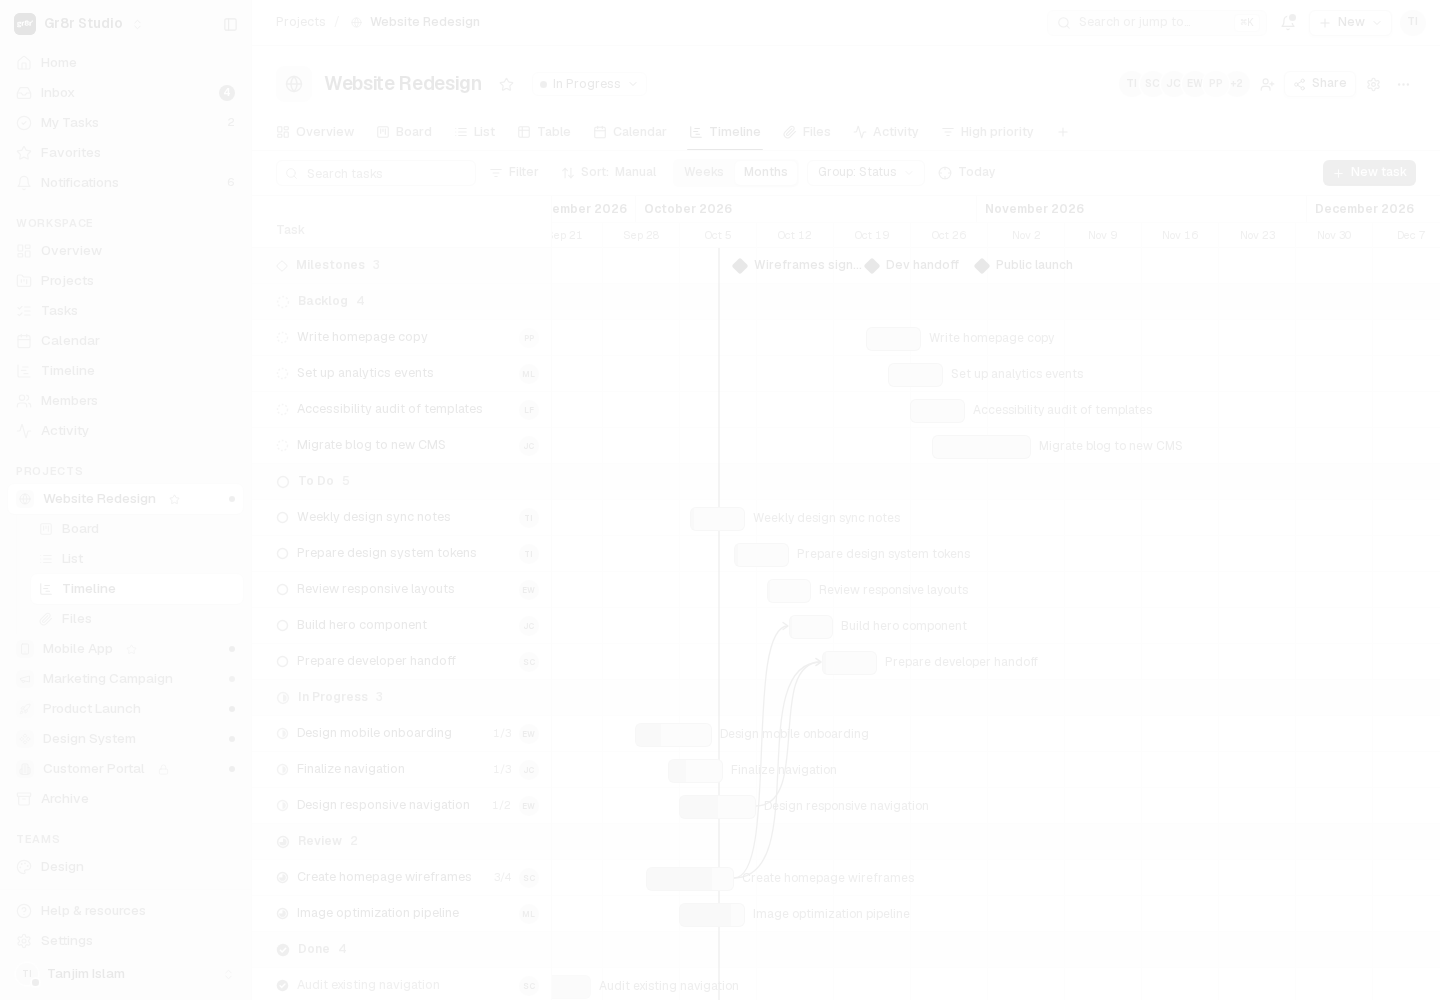 gr8r
Gr8r Studio
Home
Inbox 4
My Tasks 2
Favorites
Notifications 6
WORKSPACE
Overview
Projects
Tasks
Calendar
Timeline
Members
Activity
PROJECTS
Website Redesign
Board
List
Timeline
Files
Mobile App
Marketing Campaign
Product Launch
Design System
Customer Portal
Archive
TEAMS
Design
Help & resources
Settings
TI Tanjim Islam
Projects / Website Redesign
Search or jump to... ⌘K
New
TI
Website Redesign
In Progress
TI SC JC EW PP +2
Share
Overview Board List Table Calendar Timeline Files Activity High priority
Search tasks Filter Sort: Manual Weeks Months Group: Status Today New task
Task
ember 2026 October 2026 November 2026 December 2026
Sep 21 Sep 28 Oct 5 Oct 12 Oct 19 Oct 26 Nov 2 Nov 9 Nov 16 Nov 23 Nov 30 Dec 7
Milestones 3 Wireframes sign... Dev handoff Public launch
Backlog 4
Write homepage copy PP Write homepage copy
Set up analytics events ML Set up analytics events
Accessibility audit of templates LF Accessibility audit of templates
Migrate blog to new CMS JC Migrate blog to new CMS
To Do 5
Weekly design sync notes TI Weekly design sync notes
Prepare design system tokens TI Prepare design system tokens
Review responsive layouts EW Review responsive layouts
Build hero component JC Build hero component
Prepare developer handoff SC Prepare developer handoff
In Progress 3
Design mobile onboarding 1/3 EW Design mobile onboarding
Finalize navigation 1/3 JC Finalize navigation
Design responsive navigation 1/2 EW Design responsive navigation
Review 2
Create homepage wireframes 3/4 SC Create homepage wireframes
Image optimization pipeline ML Image optimization pipeline
Done 4
Audit existing navigation SC Audit existing navigation